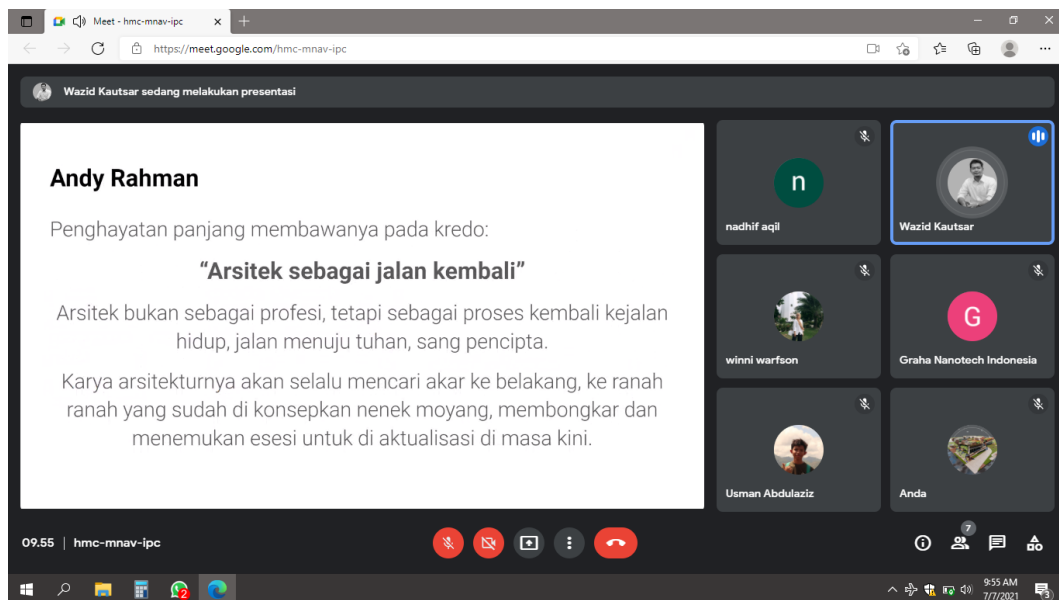 Meet - hmc-mnav-ipc
https://meet.google.com/hmc-mnav-ipc
Wazid Kautsar sedang melakukan presentasi
Andy Rahman
Penghayatan panjang membawanya pada kredo:
“Arsitek sebagai jalan kembali”
Arsitek bukan sebagai profesi, tetapi sebagai proses kembali kejalan
hidup, jalan menuju tuhan, sang pencipta.
Karya arsitekturnya akan selalu mencari akar ke belakang, ke ranah
ranah yang sudah di konsepkan nenek moyang, membongkar dan
menemukan esesi untuk di aktualisasi di masa kini.
n
nadhif aqil
Wazid Kautsar
winni warfson
G
Graha Nanotech Indonesia
Usman Abdulaziz
Anda
09.55 | hmc-mnav-ipc
7
2
9:55 AM
7/7/2021
3